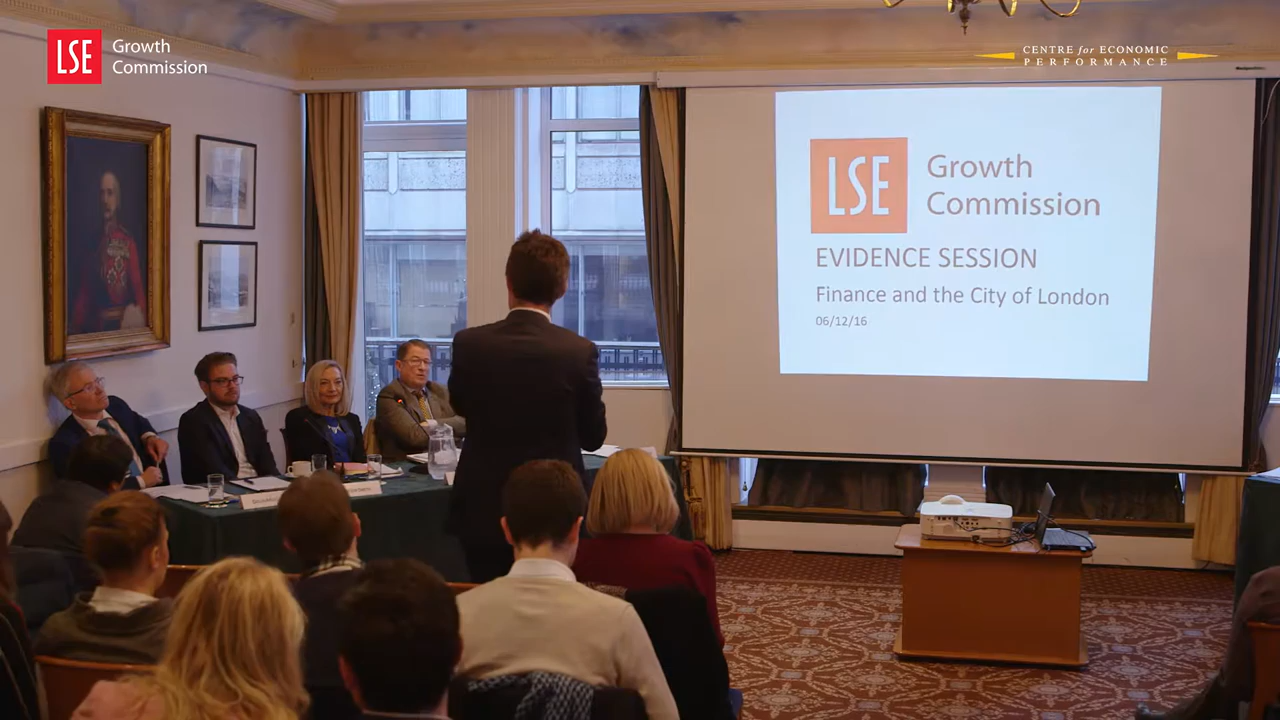 LSE
Growth
Commission
CENTRE for ECONOMIC
PERFORMANCE
LSE
Growth
Commission
EVIDENCE SESSION
Finance and the City of London
06/12/16